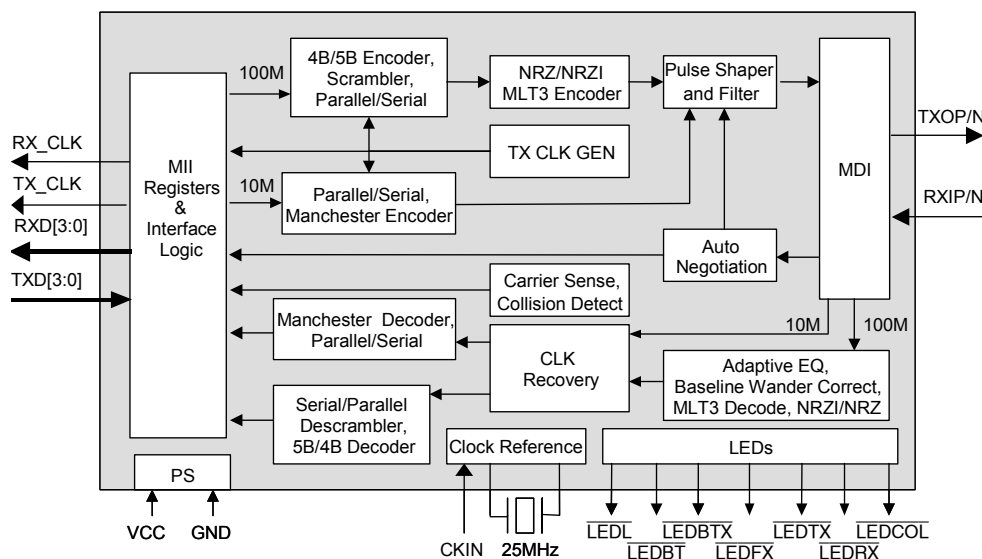 RX_CLK
TX_CLK
RXD[3:0]
TXD[3:0]
MII
Registers
&
Interface
Logic
100M
10M
4B/5B Encoder,
Scrambler,
Parallel/Serial
NRZ/NRZI
MLT3 Encoder
Pulse Shaper
and Filter
TX CLK GEN
Parallel/Serial,
Manchester Encoder
MDI
TXOP/N
RXIP/N
Auto
Negotiation
Carrier Sense,
Collision Detect
10M
100M
Manchester Decoder,
Parallel/Serial
CLK
Recovery
Adaptive EQ,
Baseline Wander Correct,
MLT3 Decode, NRZI/NRZ
Serial/Parallel
Descrambler,
5B/4B Decoder
Clock Reference
LEDs
PS
VCC
GND
CKIN
25MHz
LEDL
LEDBT
LEDBTX
LEDFX
LEDTX
LEDRX
LEDCOL